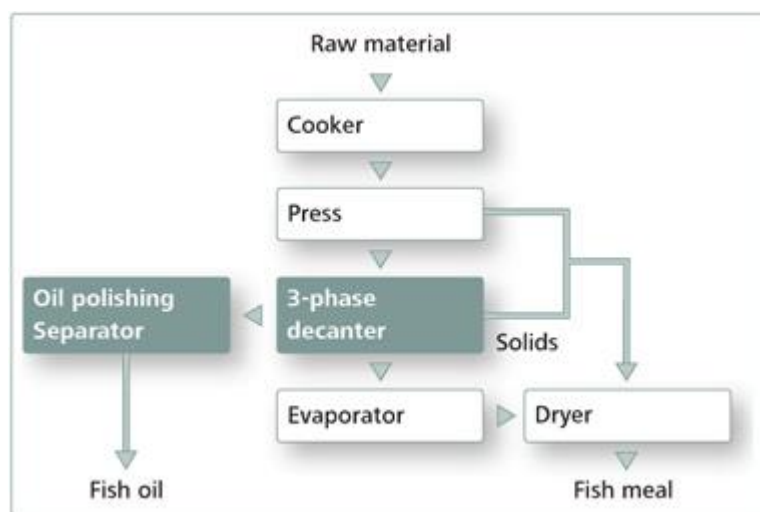 Raw material
Cooker
Press
Oil polishing
Separator
3-phase
decanter
Solids
Evaporator
Dryer
Fish oil
Fish meal